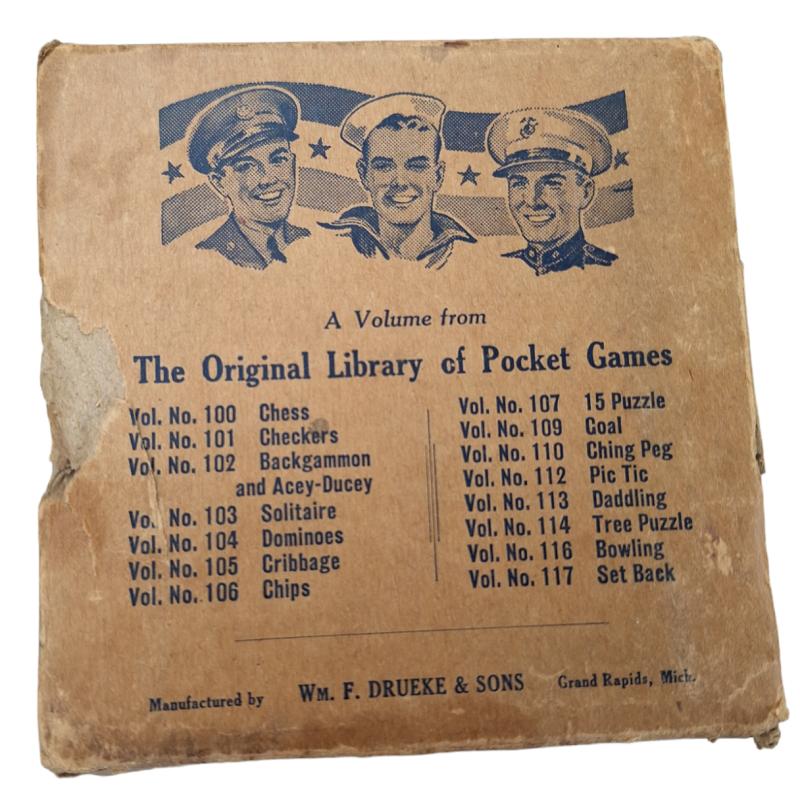 A Volume from
The Original Library of Pocket Games
Vol. No. 100 Chess
Vol. No. 101 Checkers
Vol. No. 102 Backgammon
and Acey-Ducey
Vol. No. 103 Solitaire
Vol. No. 104 Dominoes
Vol. No. 105 Cribbage
Vol. No. 106 Chips
Vol. No. 107 15 Puzzle
Vol. No. 109 Goal
Vol. No. 110 Ching Peg
Vol. No. 112 Pic Tic
Vol. No. 113 Daddling
Vol. No. 114 Tree Puzzle
Vol. No. 116 Bowling
Vol. No. 117 Set Back
Manufactured by WM. F. DRUEKE & SONS Grand Rapids, Mich.